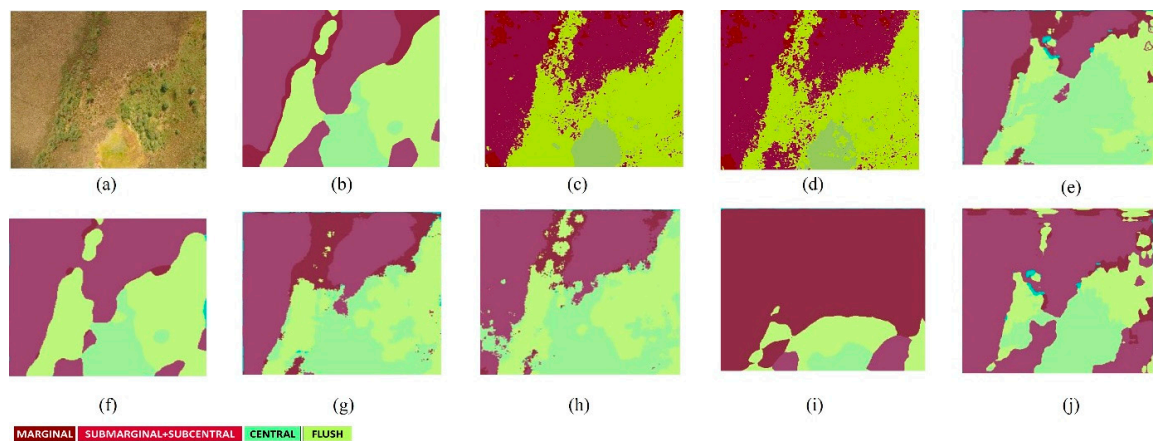 (a) (b) (c) (d) (e)
(f) (g) (h) (i) (j)
MARGINAL SUBMARGINAL+SUBCENTRAL CENTRAL FLUSH